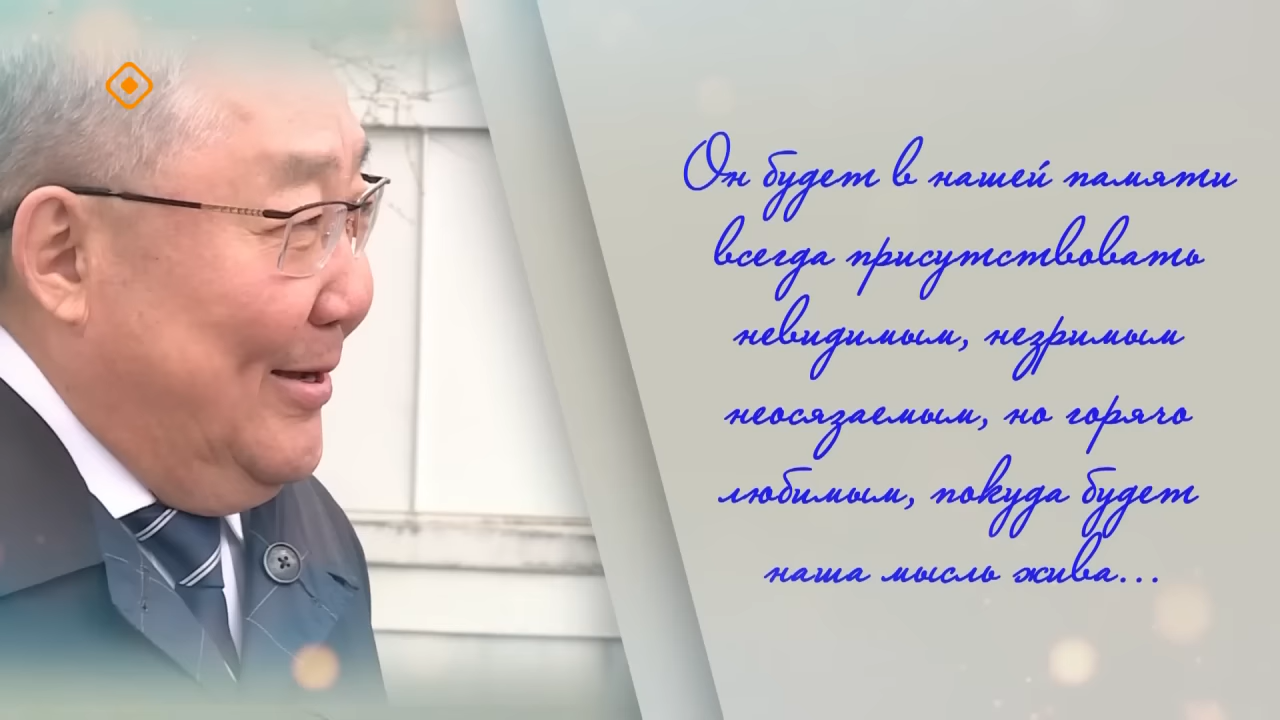 Он будет в нашей памяти
всегда присутствовать
невидимым, незримым
неосязаемым, но горячо
любимым, покуда будет
наша мысль жива...